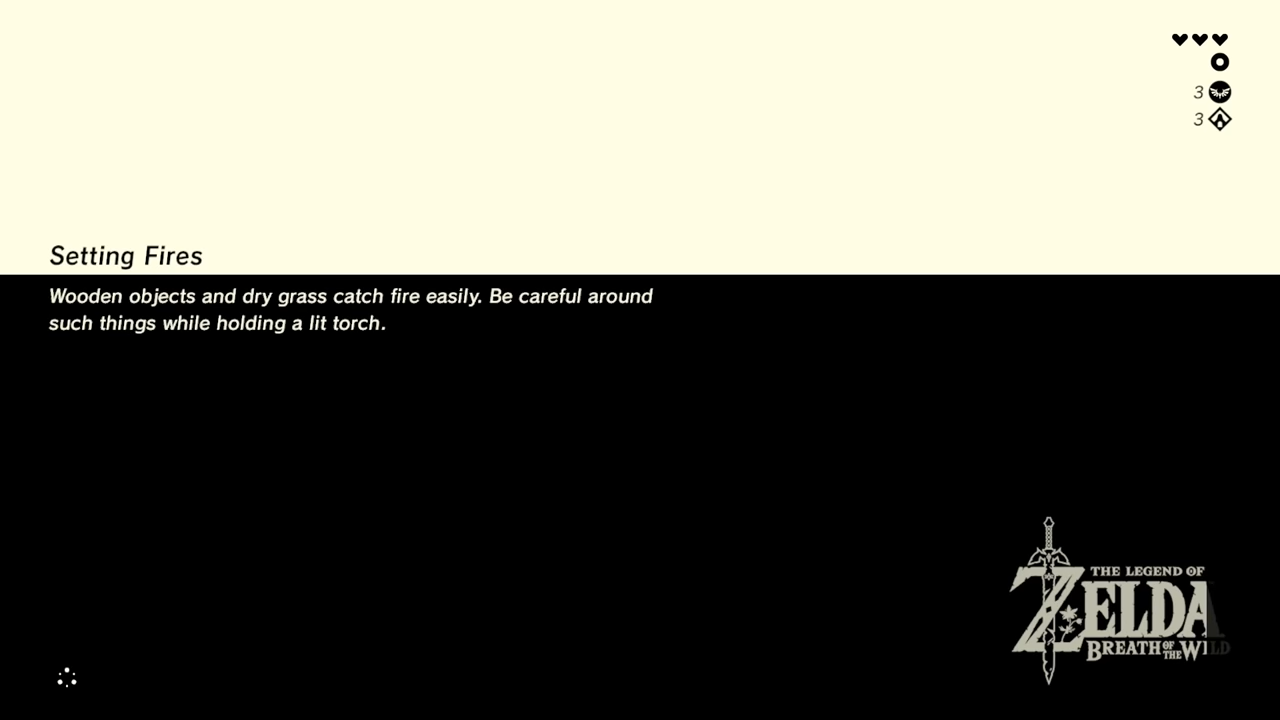 3
3
Setting Fires
Wooden objects and dry grass catch fire easily. Be careful around
such things while holding a lit torch.
THE LEGEND OF
ZELDA
BREATH OF THE WILD